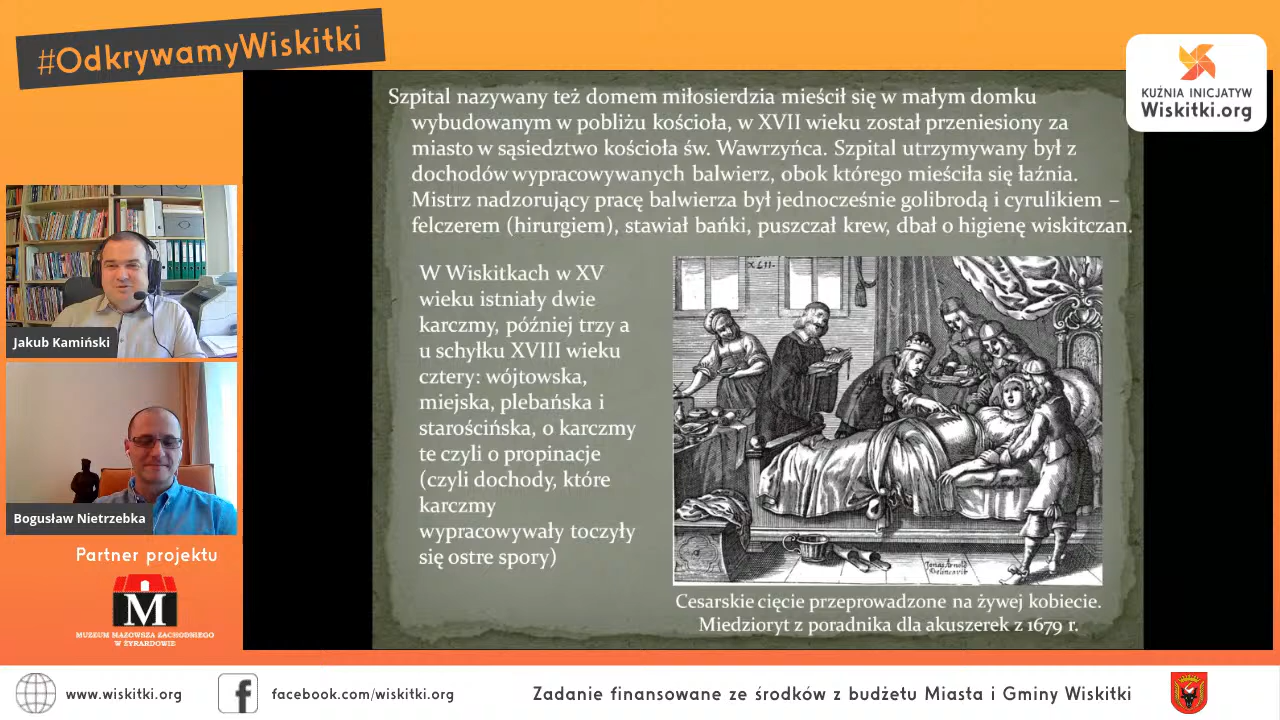 #OdkrywamyWiskitki
KUŹNIA INICJATYW
Wiskitki.org
Szpital nazywany też domem miłosierdzia mieścił się w małym domku
wybudowanym w pobliżu kościoła, w XVII wieku został przeniesiony za
miasto w sąsiedztwo kościoła św. Wawrzyńca. Szpital utrzymywany był z
dochodów wypracowywanych balwierz, obok którego mieściła się łaźnia.
Mistrz nadzorujący pracę balwierza był jednocześnie golibrodą i cyrulikiem –
felczerem (hirurgiem), stawiał bańki, puszczał krew, dbał o higienę wiskitczan.
W Wiskitkach w XV
wieku istniały dwie
karczmy, później trzy a
u schyłku XVIII wieku
cztery: wójtowska,
miejska, plebańska i
starościńska, o karczmy
te czyli o propinacje
(czyli dochody, które
karczmy
wypracowywały toczyły
się ostre spory)
Cesarskie cięcie przeprowadzone na żywej kobiecie.
Miedzioryt z poradnika dla akuszerek z 1679 r.
Jakub Kamiński
Bogusław Nietrzebka
Partner projektu
M
MUZEUM MAZOWSZA ZACHODNIEGO
W ŻYRARDOWIE
www.wiskitki.org
facebook.com/wiskitki.org
Zadanie finansowane ze środków z budżetu Miasta i Gminy Wiskitki